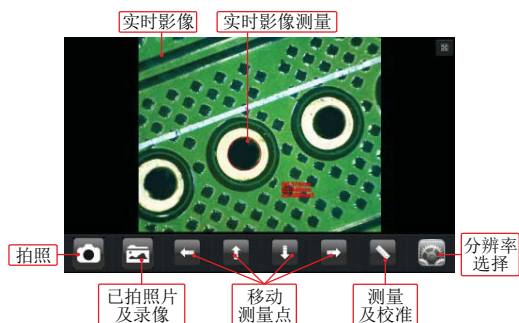 实时影像
实时影像测量
拍照
已拍照片
及录像
移动
测量点
测量
及校准
分辨率
选择